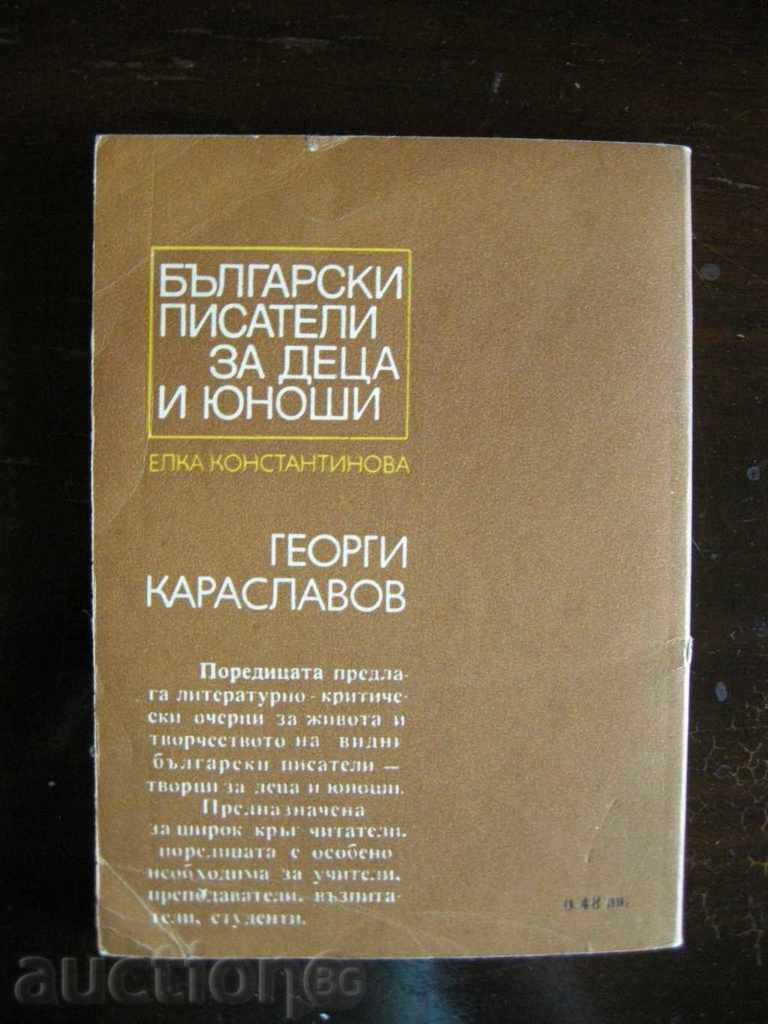 БЪЛГАРСКИ
ПИСАТЕЛИ
ЗА ДЕЦА
И ЮНОШИ
ЕЛКА КОНСТАНТИНОВА
ГЕОРГИ
КАРАСЛАВОВ
Поредицата предла-
га литературно - критиче-
ски очерци за живота и
творчеството на видни
български писатели —
творци за деца и юноши.
Предназначена
за широк кръг читатели,
поредицата е особено
необходима за учители,
преподаватели, възпита-
тели, студенти.
0.48 лв.
auctionBG